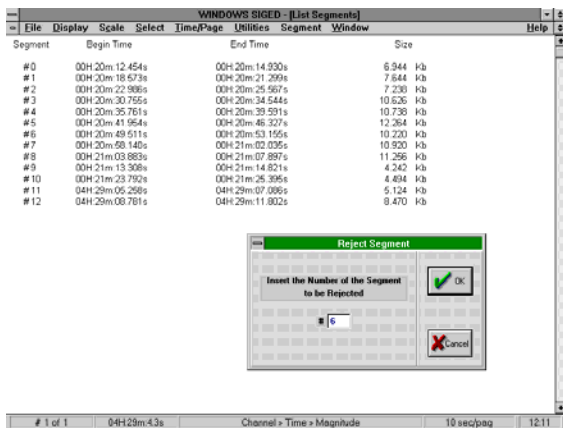 WINDOWS SIGED - [List Segments]
File Display Scale Select Time/Page Utilities Segment Window Help
Segment Begin Time End Time Size
#0 00H:20m:12.454s 00H:20m:14.930s 6.944 Kb
#1 00H:20m:18.573s 00H:20m:21.299s 7.644 Kb
#2 00H:20m:22.986s 00H:20m:25.567s 7.238 Kb
#3 00H:20m:30.755s 00H:20m:34.544s 10.626 Kb
#4 00H:20m:35.761s 00H:20m:39.591s 10.738 Kb
#5 00H:20m:41.954s 00H:20m:46.327s 12.264 Kb
#6 00H:20m:49.511s 00H:20m:53.155s 10.220 Kb
#7 00H:20m:58.140s 00H:21m:02.035s 10.920 Kb
#8 00H:21m:03.883s 00H:21m:07.897s 11.256 Kb
#9 00H:21m:13.308s 00H:21m:14.821s 4.242 Kb
#10 00H:21m:23.792s 00H:21m:25.395s 4.494 Kb
#11 04H:29m:05.258s 04H:29m:07.086s 5.124 Kb
#12 04H:29m:08.781s 04H:29m:11.802s 8.470 Kb
Reject Segment
Insert the Number of the Segment
to be Rejected
# 6
OK
Cancel
# 1 of 1 04H:29m:4.3s Channel » Time » Magnitude 10 sec/pag 12:11